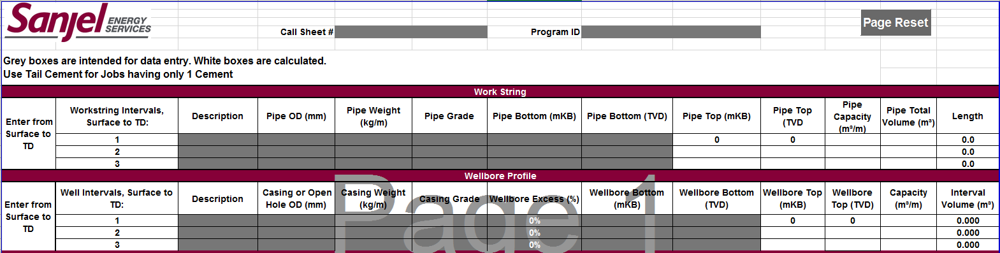 Sanjel ENERGY SERVICES
Call Sheet #
Program ID
Page Reset
Grey boxes are intended for data entry. White boxes are calculated.
Use Tail Cement for Jobs having only 1 Cement
Work String
Enter from Surface to TD
Workstring Intervals, Surface to TD:
Description
Pipe OD (mm)
Pipe Weight (kg/m)
Pipe Grade
Pipe Bottom (mKB)
Pipe Bottom (TVD)
Pipe Top (mKB)
Pipe Top (TVD
Pipe Capacity (m³/m)
Pipe Total Volume (m³)
Length
1 0 0 0.0
2 0.0
3 0.0
Wellbore Profile
Enter from Surface to TD
Well Intervals, Surface to TD:
Description
Casing or Open Hole OD (mm)
Casing Weight (kg/m)
Casing Grade
Wellbore Excess (%)
Wellbore Bottom (mKB)
Wellbore Bottom (TVD)
Wellbore Top (mKB)
Wellbore Top (TVD)
Capacity (m³/m)
Interval Volume (m³)
1 0% 0 0 0.000
2 0% 0.000
3 0% 0.000
Page 1